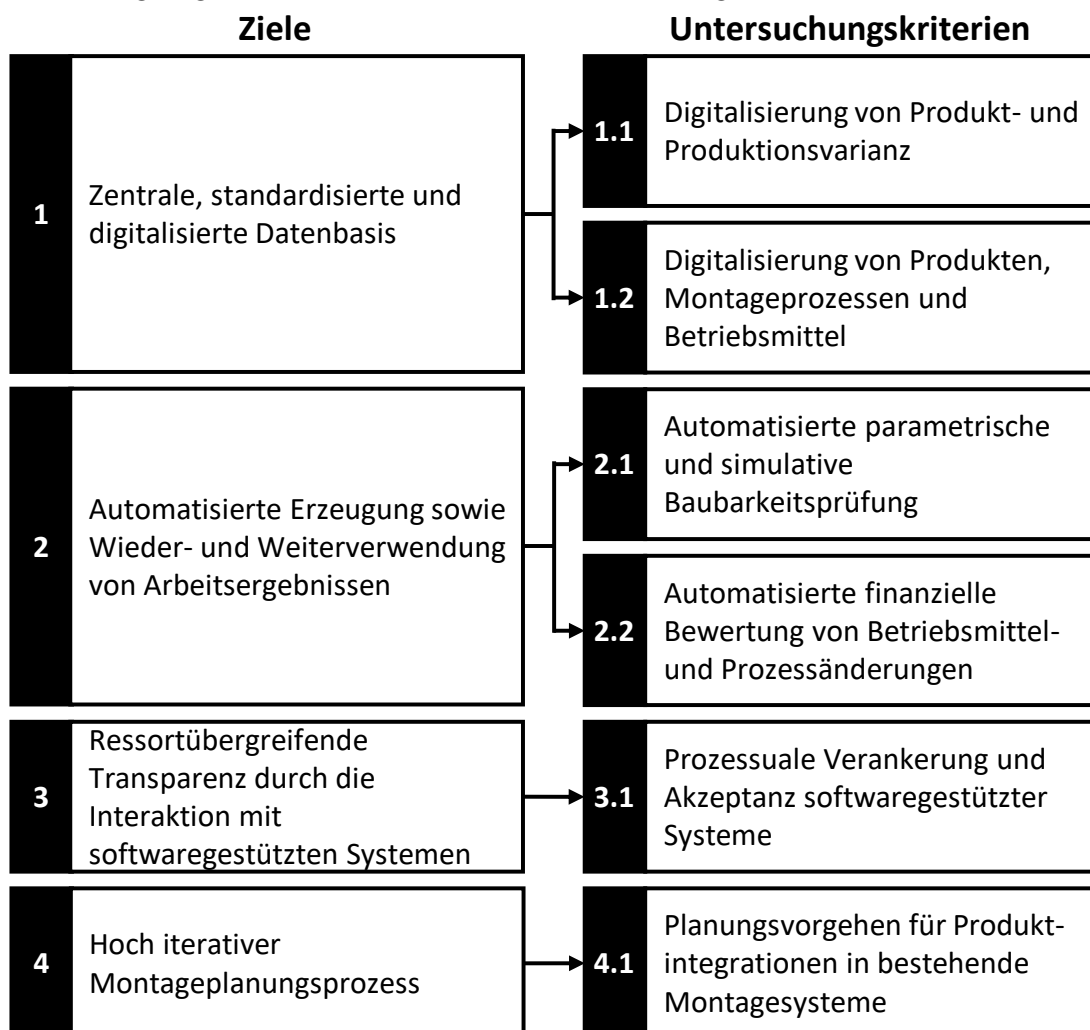 Ziele
Untersuchungskriterien
1
Zentrale, standardisierte und
digitalisierte Datenbasis
1.1
Digitalisierung von Produkt- und
Produktionsvarianz
1.2
Digitalisierung von Produkten,
Montageprozessen und
Betriebsmittel
2
Automatisierte Erzeugung sowie
Wieder- und Weiterverwendung
von Arbeitsergebnissen
2.1
Automatisierte parametrische
und simulative
Baubarkeitsprüfung
2.2
Automatisierte finanzielle
Bewertung von Betriebsmittel-
und Prozessänderungen
3
Ressortübergreifende
Transparenz durch die
Interaktion mit
softwaregestützten Systemen
3.1
Prozessuale Verankerung und
Akzeptanz softwaregestützter
Systeme
4
Hoch iterativer
Montageplanungsprozess
4.1
Planungsvorgehen für Produkt-
integrationen in bestehende
Montagesysteme